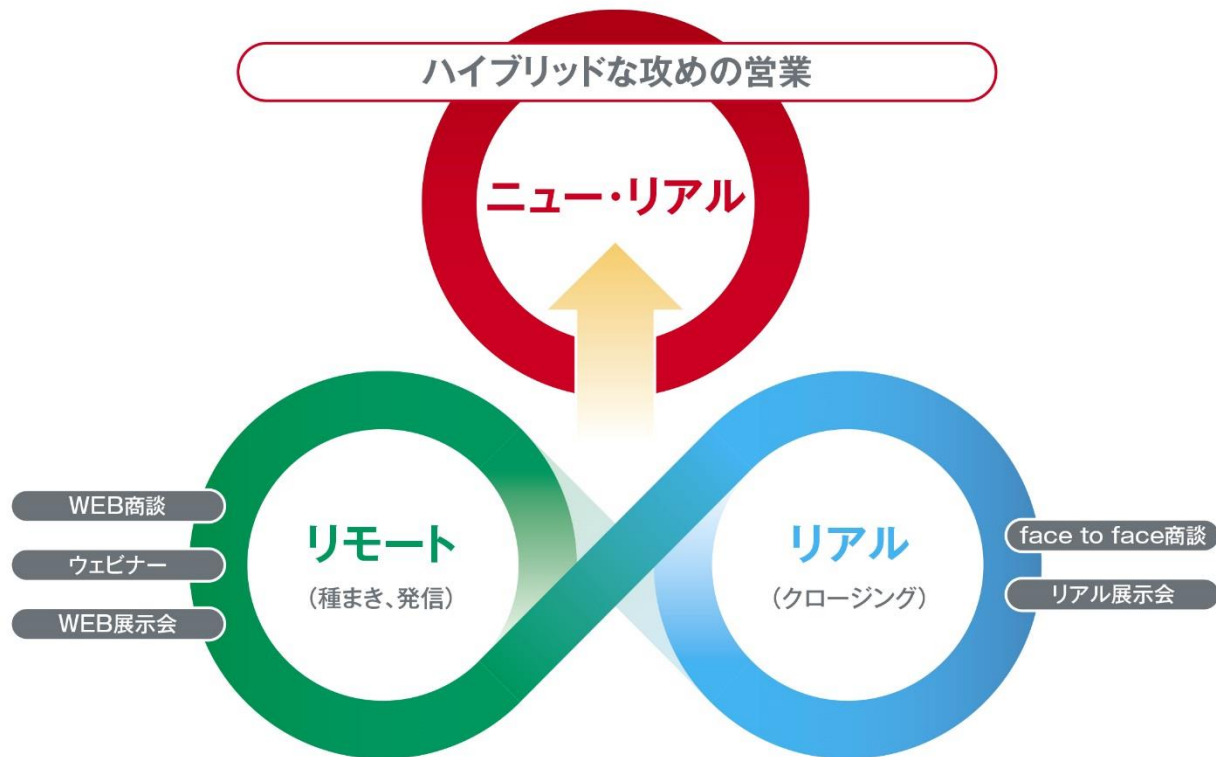 ハイブリッドな攻めの営業
ニュー・リアル
WEB商談
ウェビナー
WEB展示会
リモート
(種まき、発信)
リアル
(クロージング)
face to face商談
リアル展示会